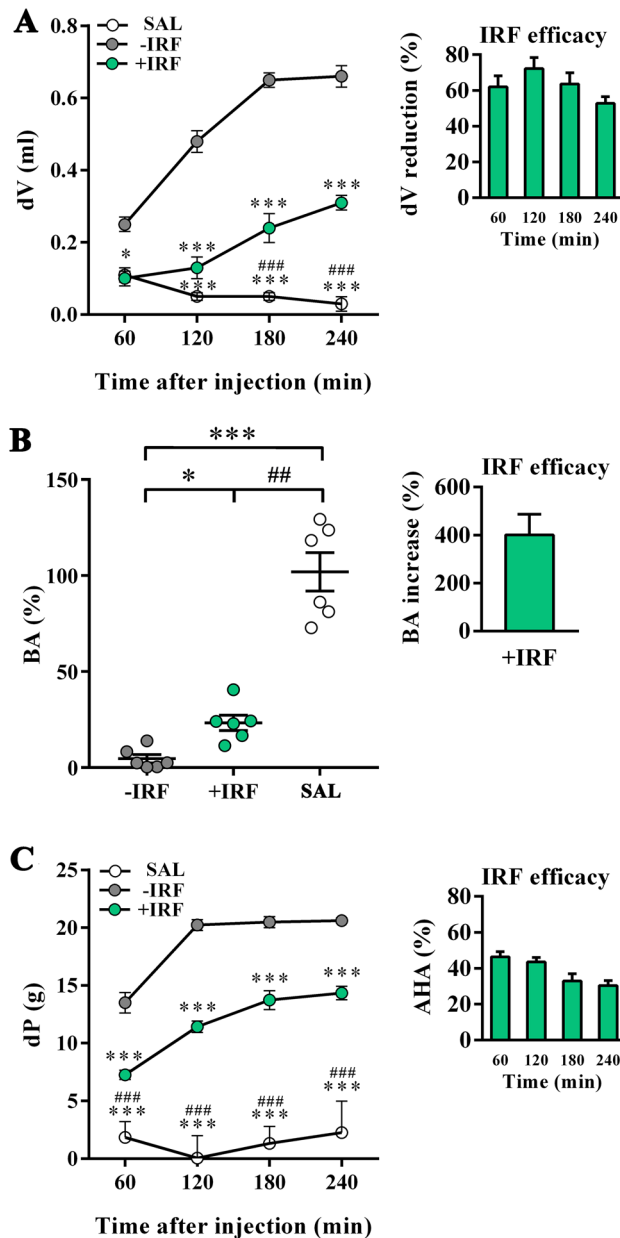 A
SAL
-IRF
+IRF
dV (ml)
0.8
0.6
0.4
0.2
0.0
*
***
***
***
***
###
***
###
***
60 120 180 240
Time after injection (min)
IRF efficacy
dV reduction (%)
80
60
40
20
0
60 120 180 240
Time (min)
B
***
* ##
BA (%)
150
100
50
0
-IRF +IRF SAL
IRF efficacy
BA increase (%)
600
400
200
0
+IRF
C
SAL
-IRF
+IRF
dP (g)
25
20
15
10
5
0
***
***
***
***
###
***
###
***
###
***
###
***
60 120 180 240
Time after injection (min)
IRF efficacy
AHA (%)
80
60
40
20
0
60 120 180 240
Time (min)